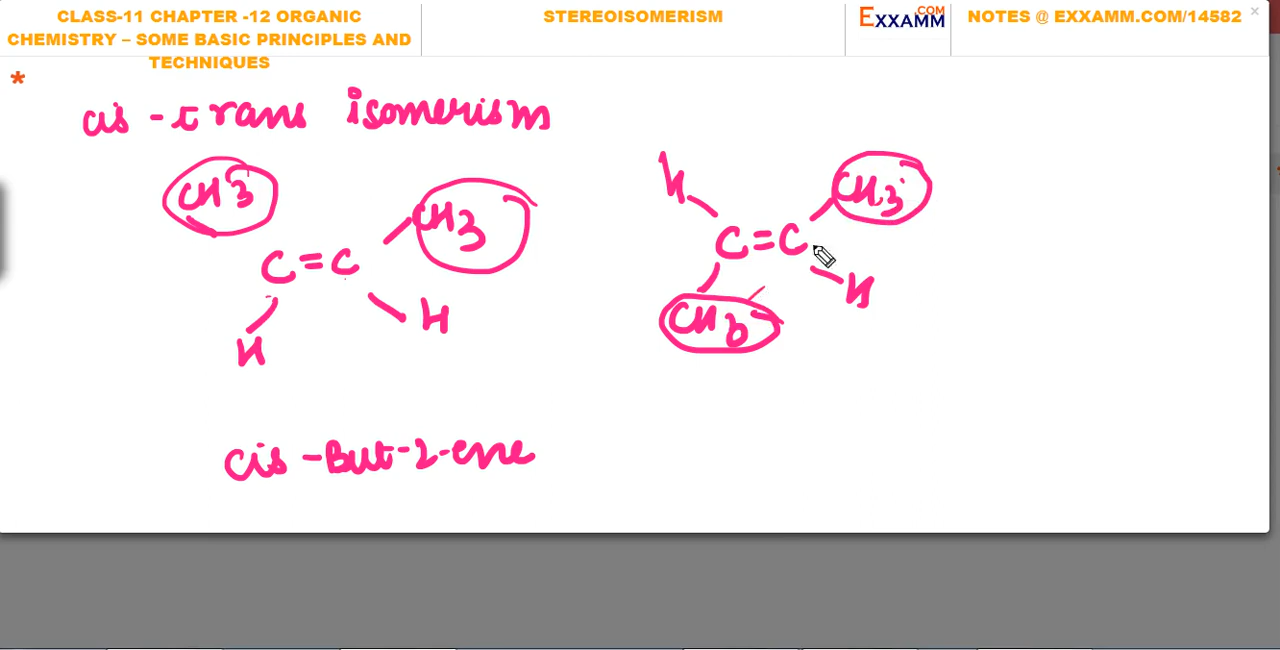 CLASS-11 CHAPTER -12 ORGANIC
CHEMISTRY – SOME BASIC PRINCIPLES AND
TECHNIQUES
STEREOISOMERISM
EXXAMM
.COM
NOTES @ EXXAMM.COM/14582
×
*
cis - trans isomerism
CH3
CH3
C = C
H
H
H
CH3
C = C
CH3
H
cis - But - 2 - ene